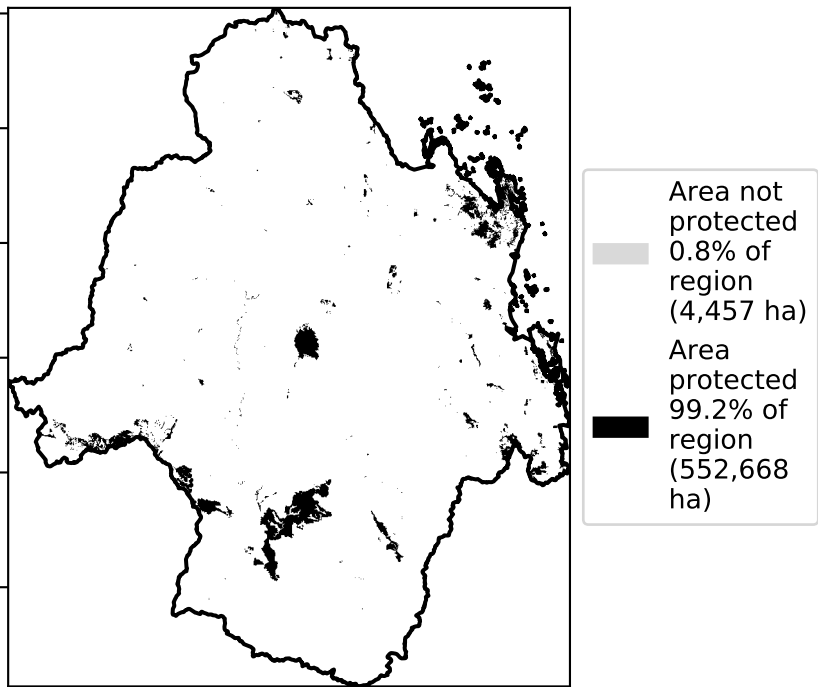 Area not
protected
0.8% of
region
(4,457 ha)
Area
protected
99.2% of
region
(552,668
ha)